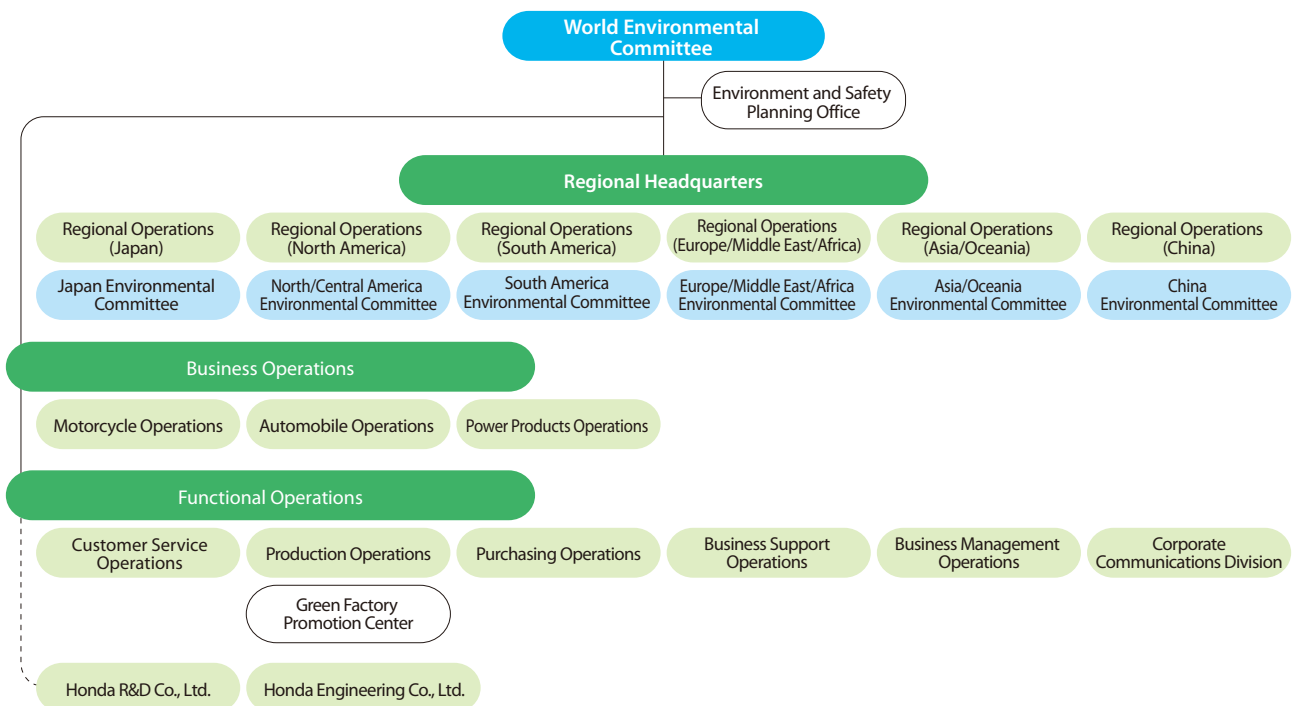 World Environmental
Committee
Environment and Safety
Planning Office
Regional Headquarters
Regional Operations
(Japan)
Regional Operations
(North America)
Regional Operations
(South America)
Regional Operations
(Europe/Middle East/Africa)
Regional Operations
(Asia/Oceania)
Regional Operations
(China)
Japan Environmental
Committee
North/Central America
Environmental Committee
South America
Environmental Committee
Europe/Middle East/Africa
Environmental Committee
Asia/Oceania
Environmental Committee
China
Environmental Committee
Business Operations
Motorcycle Operations
Automobile Operations
Power Products Operations
Functional Operations
Customer Service
Operations
Production Operations
Purchasing Operations
Business Support
Operations
Business Management
Operations
Corporate
Communications Division
Green Factory
Promotion Center
Honda R&D Co., Ltd.
Honda Engineering Co., Ltd.